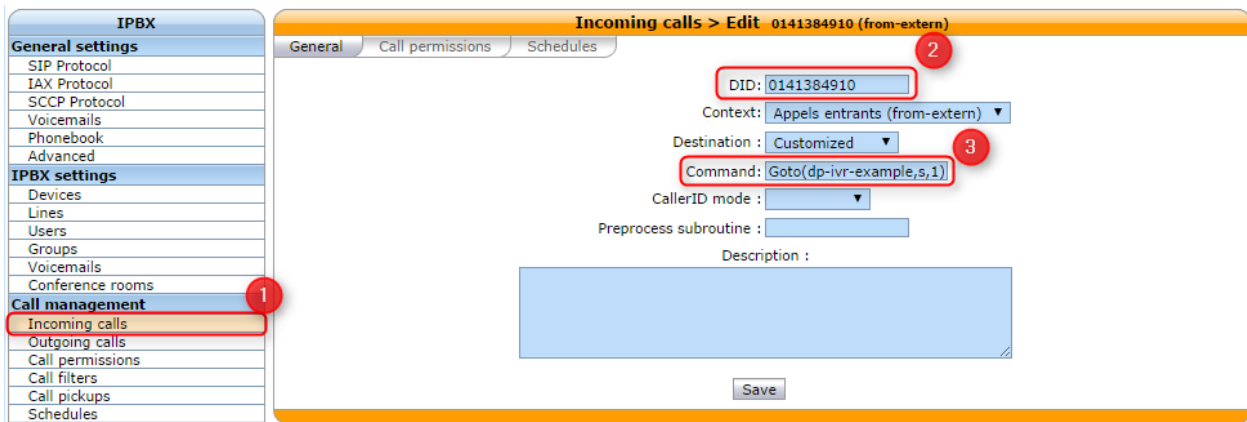 IPBX
General settings
SIP Protocol
IAX Protocol
SCCP Protocol
Voicemails
Phonebook
Advanced
IPBX settings
Devices
Lines
Users
Groups
Voicemails
Conference rooms
Call management
1
Incoming calls
Outgoing calls
Call permissions
Call filters
Call pickups
Schedules
Incoming calls > Edit 0141384910 (from-extern)
General Call permissions Schedules
2
DID: 0141384910
Context: Appels entrants (from-extern)
Destination : Customized
3
Command: Goto(dp-ivr-example,s,1)
CallerID mode :
Preprocess subroutine :
Description :
Save